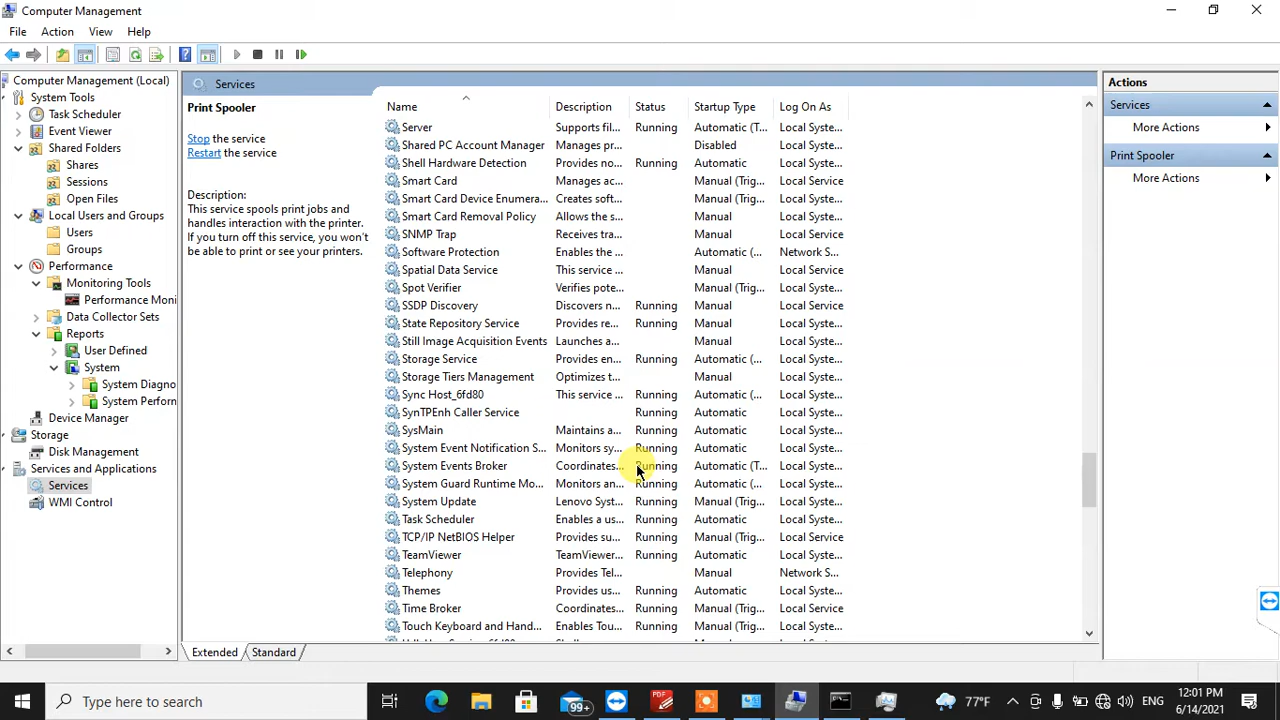 Computer Management
File Action View Help
Computer Management (Local)
System Tools
Task Scheduler
Event Viewer
Shared Folders
Shares
Sessions
Open Files
Local Users and Groups
Users
Groups
Performance
Monitoring Tools
Performance Moni
Data Collector Sets
Reports
User Defined
System
System Diagno
System Perforn
Device Manager
Storage
Disk Management
Services and Applications
Services
WMI Control
Services
Print Spooler
Stop the service
Restart the service
Description:
This service spools print jobs and
handles interaction with the printer.
If you turn off this service, you won't
be able to print or see your printers.
Name Description Status Startup Type Log On As
Server Supports fil... Running Automatic (T... Local Syste...
Shared PC Account Manager Manages pr... Disabled Local Syste...
Shell Hardware Detection Provides no... Running Automatic Local Syste...
Smart Card Manages ac... Manual (Trig... Local Service
Smart Card Device Enumera... Creates soft... Manual (Trig... Local Syste...
Smart Card Removal Policy Allows the s... Manual Local Syste...
SNMP Trap Receives tra... Manual Local Service
Software Protection Enables the ... Automatic (... Network S...
Spatial Data Service This service ... Manual Local Service
Spot Verifier Verifies pote... Manual (Trig... Local Syste...
SSDP Discovery Discovers n... Running Manual Local Service
State Repository Service Provides re... Running Manual Local Syste...
Still Image Acquisition Events Launches a... Manual Local Syste...
Storage Service Provides en... Running Automatic (... Local Syste...
Storage Tiers Management Optimizes t... Manual Local Syste...
Sync Host_6fd80 This service ... Running Automatic Local Syste...
SynTPEnh Caller Service Running Automatic Local Syste...
SysMain Maintains a... Running Automatic Local Syste...
System Event Notification S... Monitors sy... Running Automatic Local Syste...
System Events Broker Coordinates... Running Automatic (T... Local Syste...
System Guard Runtime Mo... Monitors an... Running Automatic (... Local Syste...
System Update Lenovo Syst... Running Manual (Trig... Local Syste...
Task Scheduler Enables a us... Running Automatic Local Syste...
TCP/IP NetBIOS Helper Provides su... Running Manual (Trig... Local Service
TeamViewer TeamViewer... Running Automatic Local Syste...
Telephony Provides Tel... Manual Network S...
Themes Provides us... Running Automatic Local Syste...
Time Broker Coordinates... Running Manual (Trig... Local Service
Touch Keyboard and Hand... Enables Tou... Running Manual (Trig... Local Syste...
Extended Standard
Actions
Services
More Actions
Print Spooler
More Actions
Type here to search
99+
PDF
77°F
ENG
12:01 PM
6/14/2021